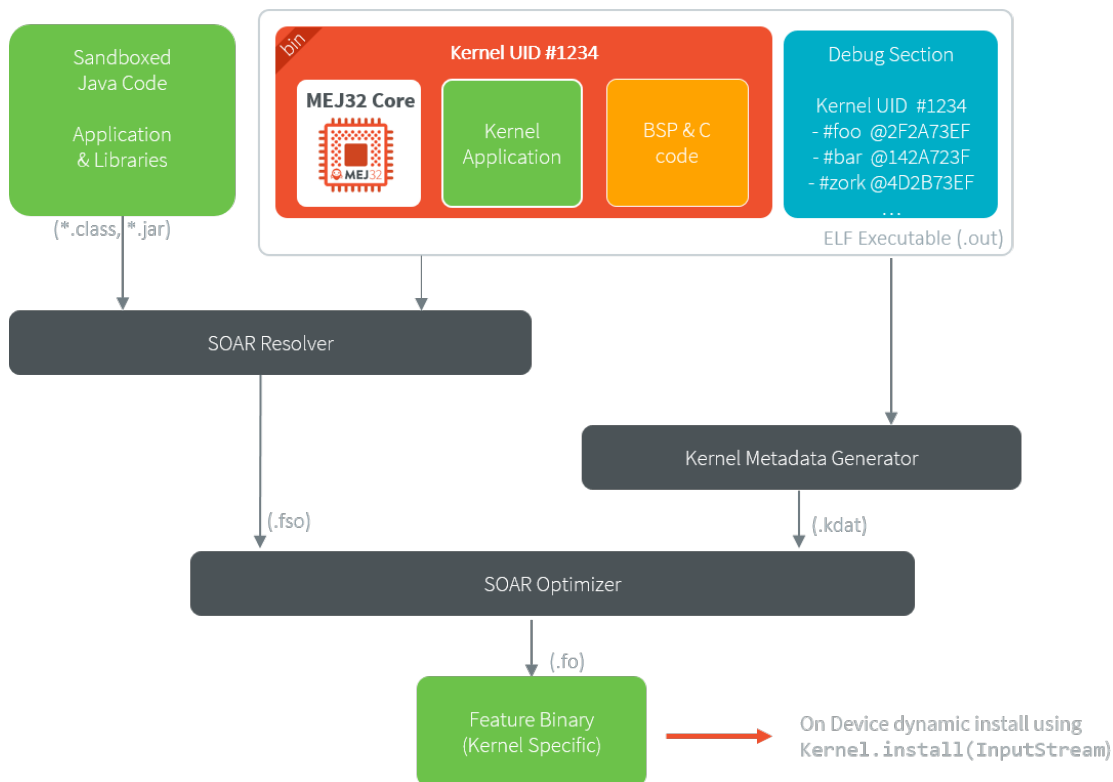 Sandboxed
Java Code
Application
& Libraries
bin
Kernel UID #1234
MEJ32 Core
MEJ32
Kernel
Application
BSP & C
code
Debug Section
Kernel UID  #1234
- #foo  @2F2A73EF
- #bar  @142A723F
- #zork @4D2B73EF
...
ELF Executable (.out)
(*.class, *.jar)
SOAR Resolver
Kernel Metadata Generator
(.fso)
(.kdat)
SOAR Optimizer
(.fo)
Feature Binary
(Kernel Specific)
On Device dynamic install using
Kernel.install(InputStream)